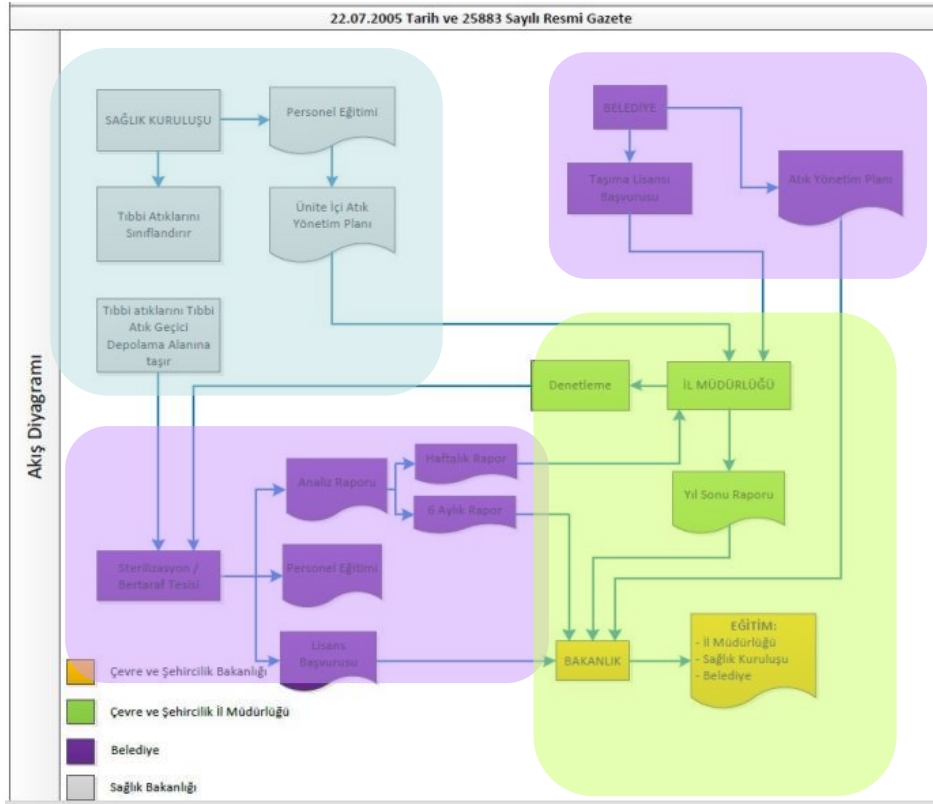 22.07.2005 Tarih ve 25883 Sayılı Resmi Gazete
Akış Diyagramı
SAĞLIK KURULUŞU
Personel Eğitimi
Tıbbi Atıklarını
Sınıflandırır
Ünite İçi Atık
Yönetim Planı
Tıbbi atıklarını Tıbbi
Atık Geçici
Depolama Alanına
taşır
BELEDİYE
Taşıma Lisansı
Başvurusu
Atık Yönetim Planı
Denetleme
İL MÜDÜRLÜĞÜ
Yıl Sonu Raporu
Analiz Raporu
Haftalık Rapor
6 Aylık Rapor
Sterilizasyon /
Bertaraf Tesisi
Personel Eğitimi
Lisans
Başvurusu
BAKANLIK
EĞİTİM:
- İl Müdürlüğü
- Sağlık Kuruluşu
- Belediye
Çevre ve Şehircilik Bakanlığı
Çevre ve Şehircilik İl Müdürlüğü
Belediye
Sağlık Bakanlığı